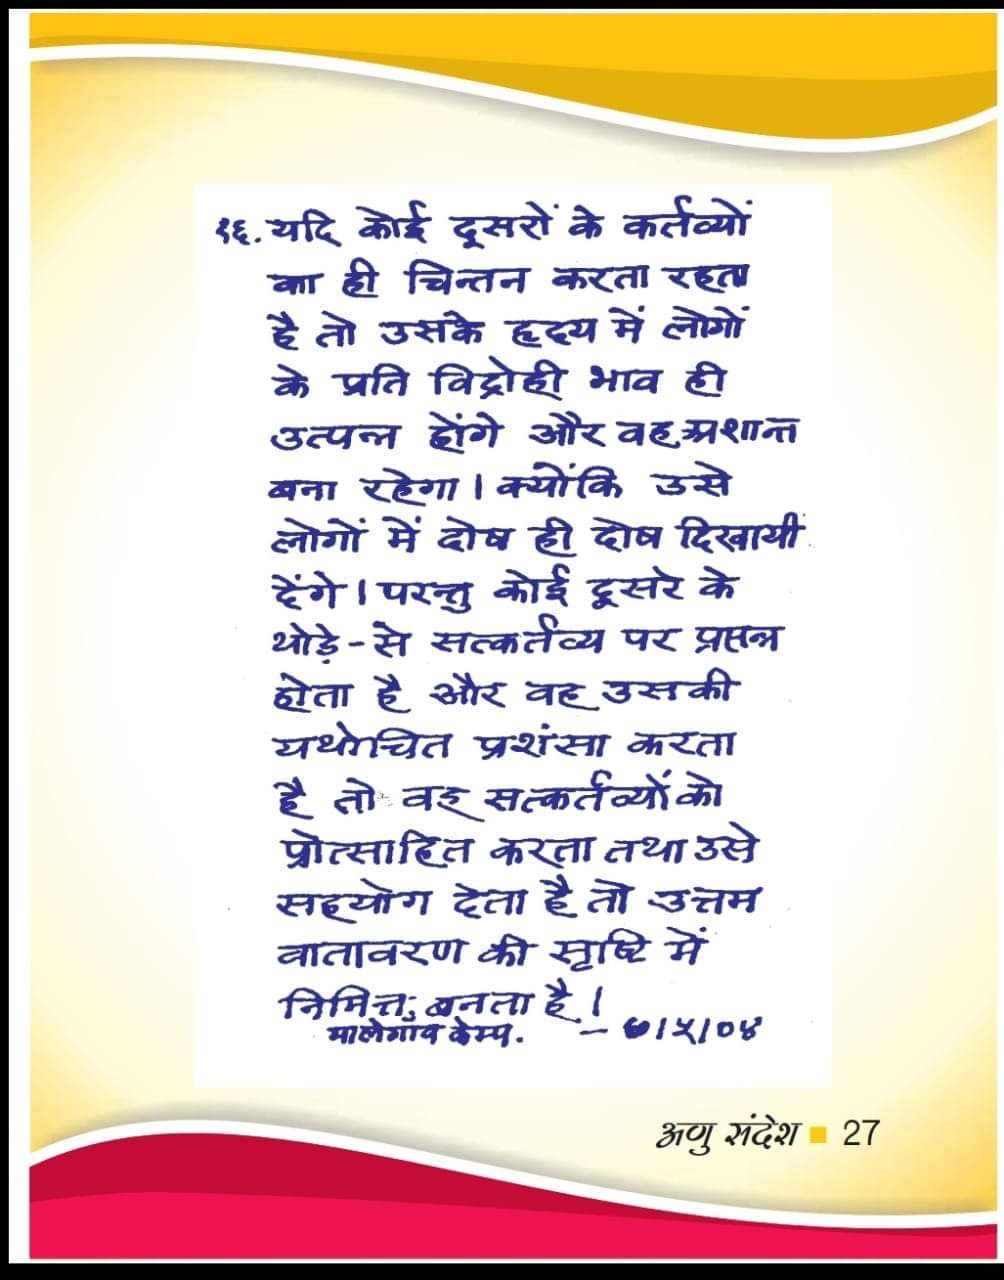 १६. यदि कोई दूसरों के कर्तव्यों
का ही चिन्तन करता रहता
है तो उसके हृदय में लोगों
के प्रति विद्रोही भाव ही
उत्पन्न होंगे और वह अशान्त
बना रहेगा। क्योंकि उसे
लोगों में दोष ही दोष दिखायी
देंगे। परन्तु कोई दूसरे के
थोड़े-से सत्कर्तव्य पर प्रसन्न
होता है और वह उसकी
यथोचित प्रशंसा करता
है तो वह सत्कर्तव्यों को
प्रोत्साहित करता तथा उसे
सहयोग देता है तो उत्तम
वातावरण की सृष्टि में
निमित्त बनता है।
मालेगांव केम्प. - ७/५/०४
अणु संदेश 27